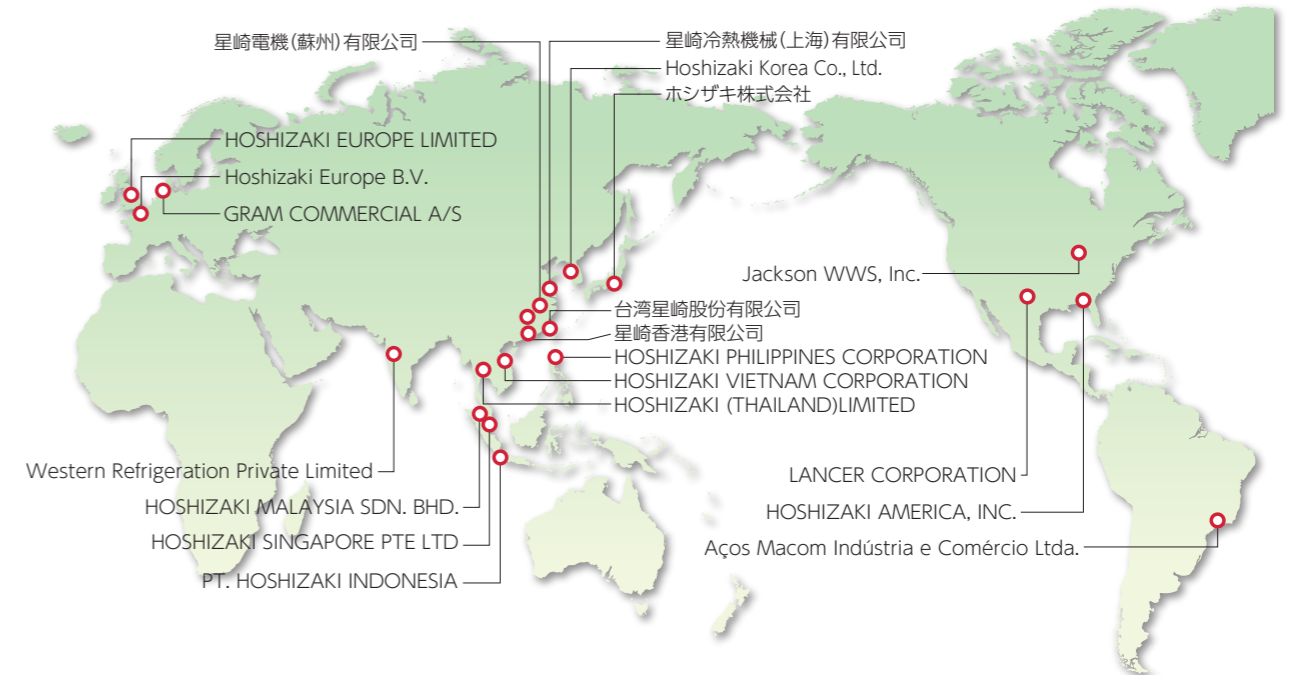 星崎電機(蘇州)有限公司
星崎冷熱機械(上海)有限公司
Hoshizaki Korea Co., Ltd.
ホシザキ株式会社
HOSHIZAKI EUROPE LIMITED
Hoshizaki Europe B.V.
GRAM COMMERCIAL A/S
Jackson WWS, Inc.
台湾星崎股份有限公司
星崎香港有限公司
HOSHIZAKI PHILIPPINES CORPORATION
HOSHIZAKI VIETNAM CORPORATION
HOSHIZAKI (THAILAND)LIMITED
Western Refrigeration Private Limited
HOSHIZAKI MALAYSIA SDN. BHD.
HOSHIZAKI SINGAPORE PTE LTD
PT. HOSHIZAKI INDONESIA
LANCER CORPORATION
HOSHIZAKI AMERICA, INC.
Aços Macom Indústria e Comércio Ltda.